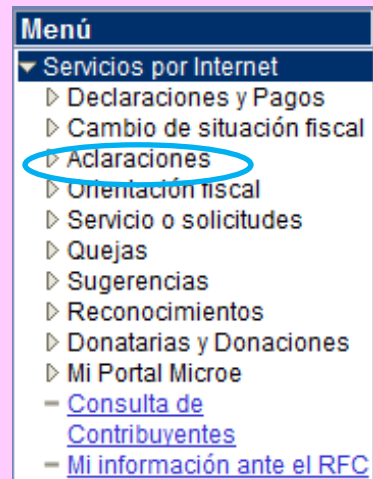 Menú
Servicios por Internet
Declaraciones y Pagos
Cambio de situación fiscal
Aclaraciones
Orientación fiscal
Servicio o solicitudes
Quejas
Sugerencias
Reconocimientos
Donatarias y Donaciones
Mi Portal Microe
Consulta de
Contribuyentes
Mi información ante el RFC